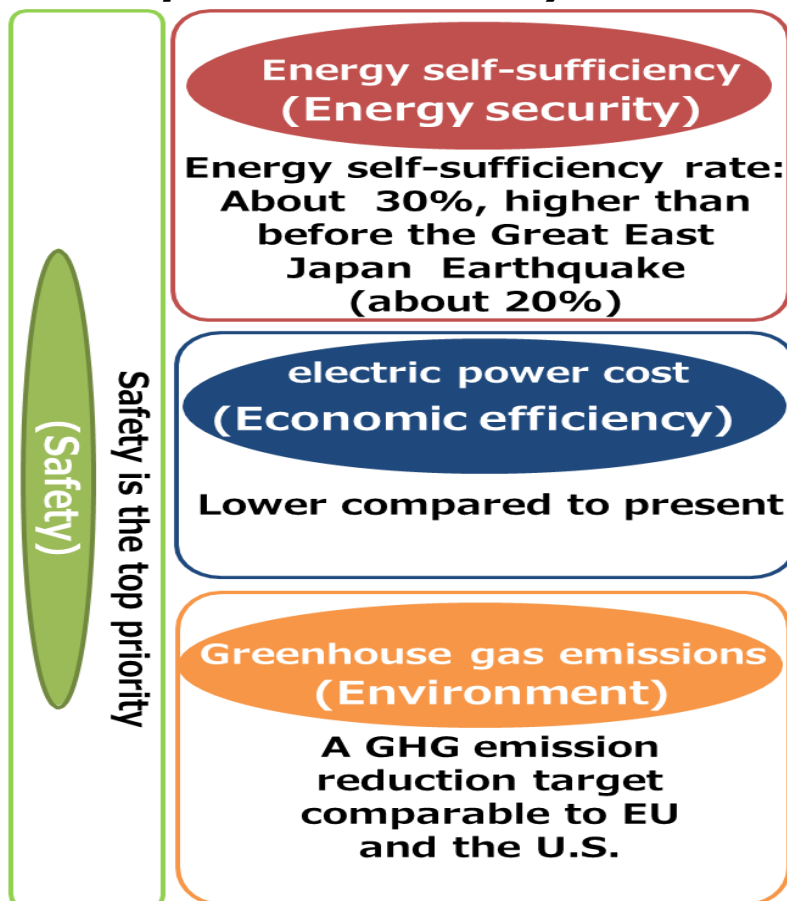 (Safety)
Safety is the top priority
Energy self-sufficiency
(Energy security)
Energy self-sufficiency rate:
About 30%, higher than
before the Great East
Japan Earthquake
(about 20%)
electric power cost
(Economic efficiency)
Lower compared to present
Greenhouse gas emissions
(Environment)
A GHG emission
reduction target
comparable to EU
and the U.S.